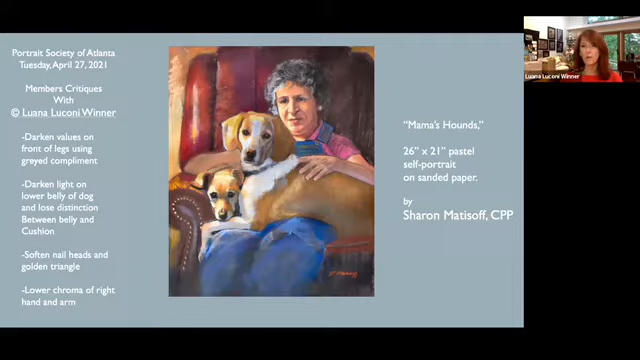 Portrait Society of Atlanta
Tuesday, April 27, 2021
Members Critiques
With
© Luana Luconi Winner
-Darken values on
front of legs using
greyed compliment
-Darken light on
lower belly of dog
and lose distinction
Between belly and
Cushion
-Soften nail heads and
golden triangle
-Lower chroma of right
hand and arm
"Mama's Hounds,"
26" x 21" pastel
self-portrait
on sanded paper.
by
Sharon Matisoff, CPP
Luana Luconi Winner